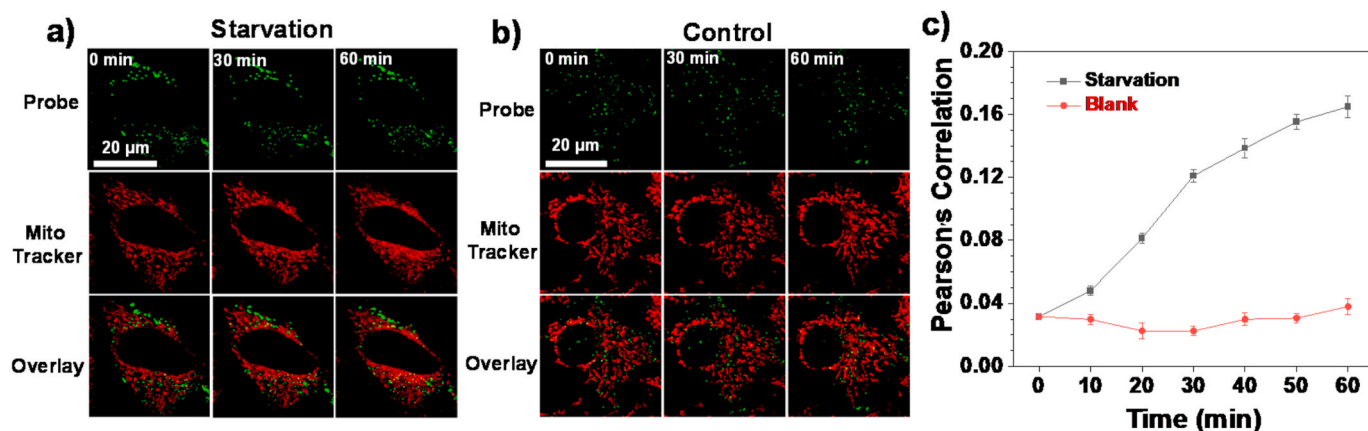 a)
Starvation
0 min
30 min
60 min
Probe
20 µm
Mito
Tracker
Overlay
b)
Control
0 min
30 min
60 min
Probe
20 µm
Mito
Tracker
Overlay
c)
0.20
0.16
0.12
0.08
0.04
0.00
Pearson's Correlation
Starvation
Blank
0 10 20 30 40 50 60
Time (min)